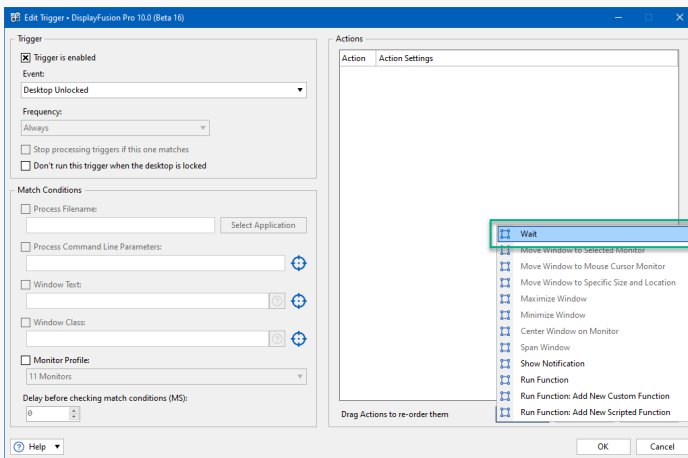 Edit Trigger • DisplayFusion Pro 10.0 (Beta 16)
Trigger
Trigger is enabled
Event:
Desktop Unlocked
Frequency:
Always
Stop processing triggers if this one matches
Don't run this trigger when the desktop is locked
Match Conditions
Process Filename:
Select Application
Process Command Line Parameters:
Window Text:
Window Class:
Monitor Profile:
11 Monitors
Delay before checking match conditions (MS):
0
Help
Actions
Action Action Settings
Wait
Move Window to Selected Monitor
Move Window to Mouse Cursor Monitor
Move Window to Specific Size and Location
Maximize Window
Minimize Window
Center Window on Monitor
Span Window
Show Notification
Run Function
Run Function: Add New Custom Function
Run Function: Add New Scripted Function
Drag Actions to re-order them
OK Cancel